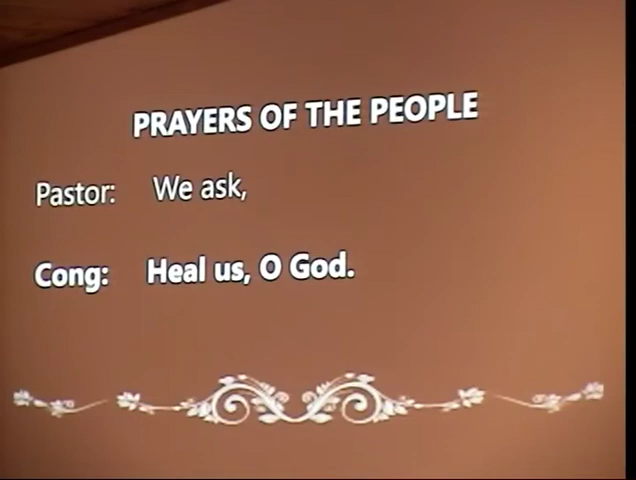 PRAYERS OF THE PEOPLE
Pastor: We ask,
Cong: Heal us, O God.